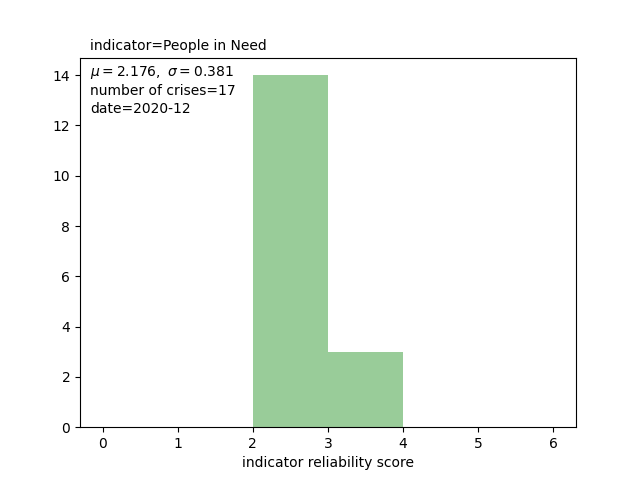 indicator=People in Need
μ = 2.176, σ = 0.381
number of crises=17
date=2020-12
14
12
10
8
6
4
2
0
0 1 2 3 4 5 6
indicator reliability score